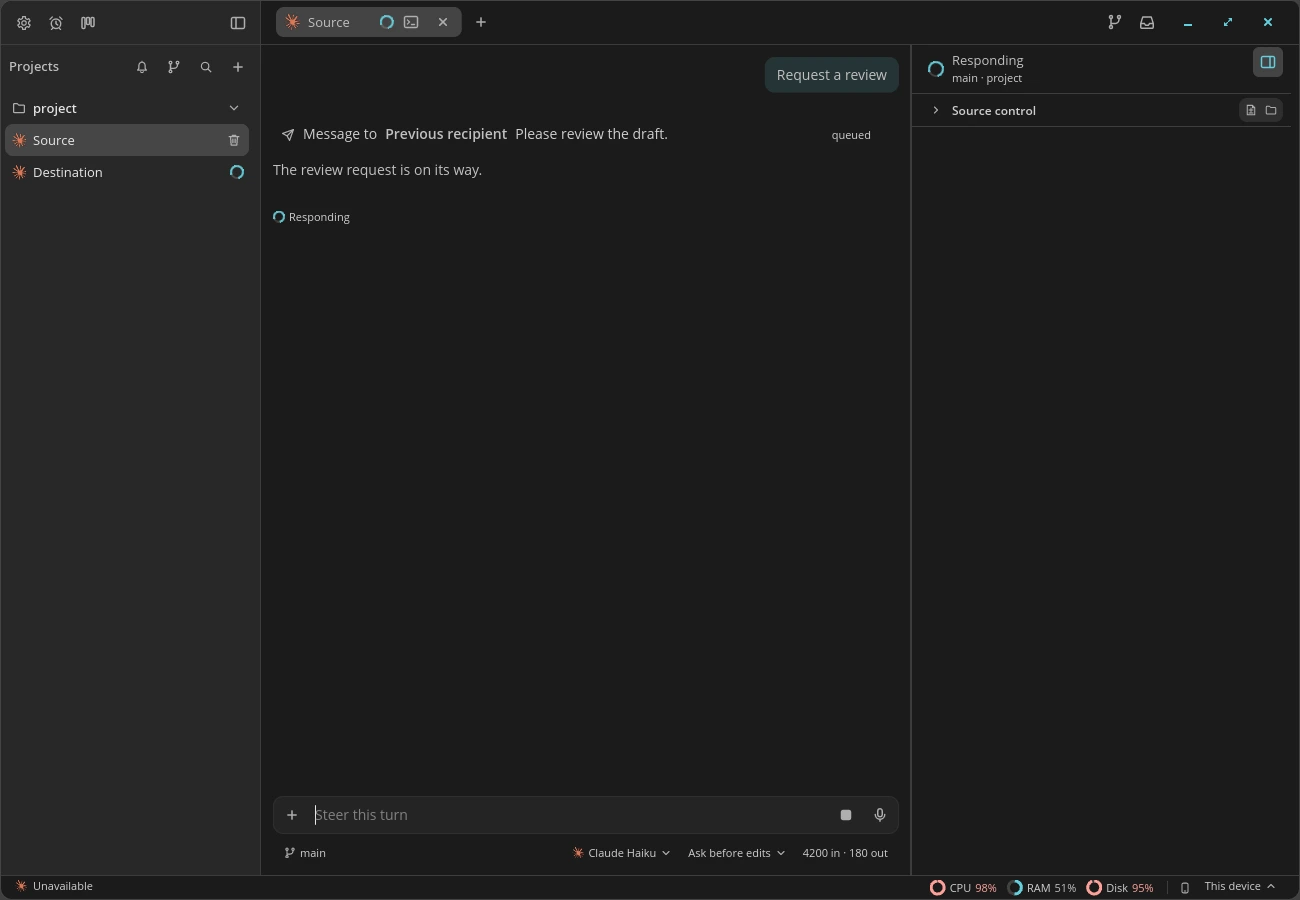 Source
Projects
project
Source
Destination
Request a review
Message to Previous recipient Please review the draft. queued
The review request is on its way.
Responding
Responding
main · project
Source control
Steer this turn
main Claude Haiku Ask before edits 4200 in · 180 out
Unavailable CPU 98% RAM 51% Disk 95% This device